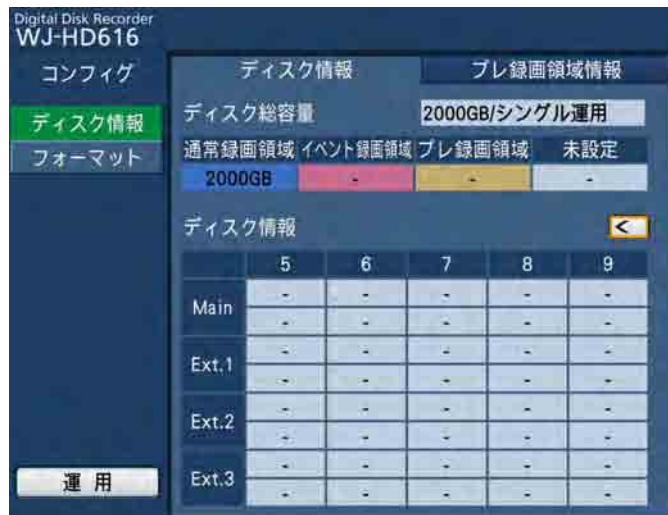 Digital Disk Recorder
WJ-HD616
コンフィグ
ディスク情報
フォーマット
運用
ディスク情報 プレ録画領域情報
ディスク総容量 2000GB/シングル運用
通常録画領域 イベント録画領域 プレ録画領域 未設定
2000GB - - -
ディスク情報 <
5 6 7 8 9
Main - - - - -
- - - - -
Ext.1 - - - - -
- - - - -
Ext.2 - - - - -
- - - - -
Ext.3 - - - - -
- - - - -